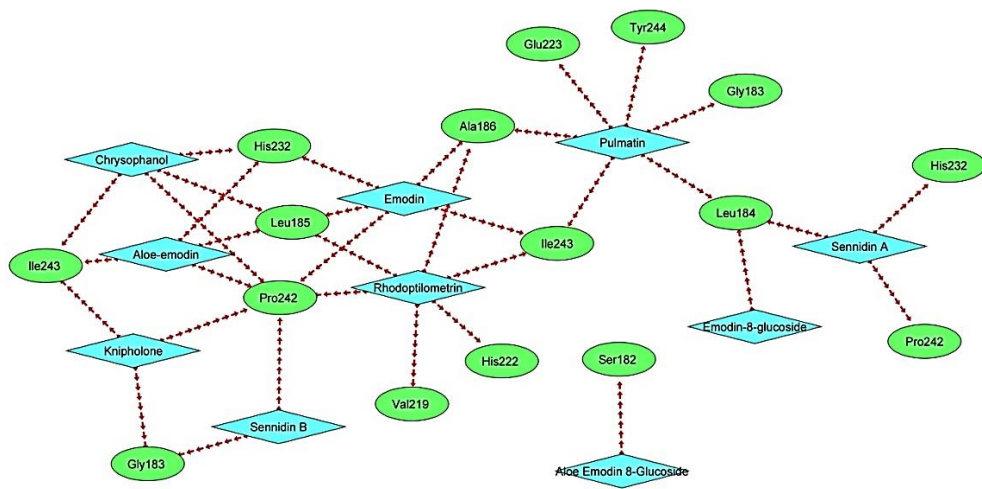 Tyr244
Glu223
Gly183
Ala186
Pulmatin
His232
Chrysophanol
His232
Emodin
Leu184
Leu185
Ile243
Sennidin A
Aloe-emodin
Ile243
Rhodoptilometrin
Pro242
Emodin-8-glucoside
Pro242
Knipholone
His222
Ser182
Val219
Sennidin B
Gly183
Aloe Emodin 8-Glucoside